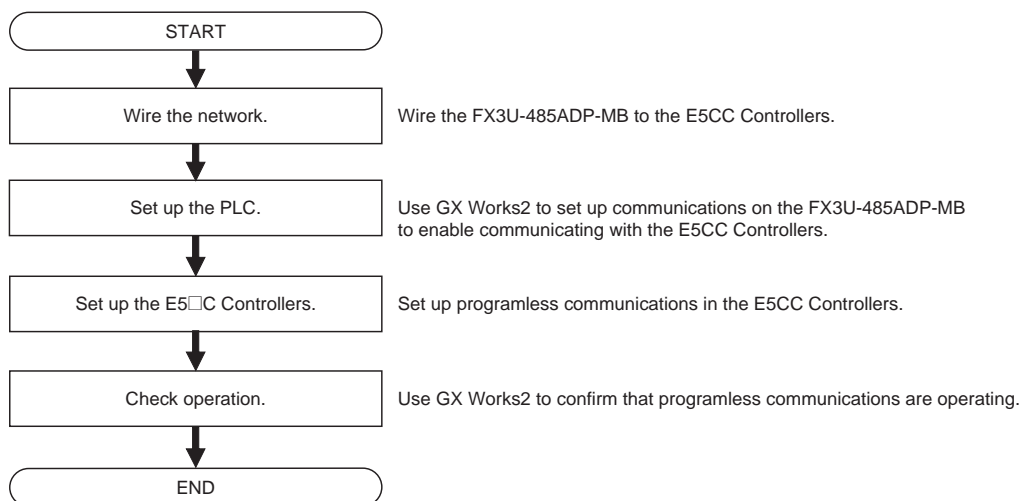 START
Wire the network.
Wire the FX3U-485ADP-MB to the E5CC Controllers.
Set up the PLC.
Use GX Works2 to set up communications on the FX3U-485ADP-MB
to enable communicating with the E5CC Controllers.
Set up the E5□C Controllers.
Set up programless communications in the E5CC Controllers.
Check operation.
Use GX Works2 to confirm that programless communications are operating.
END